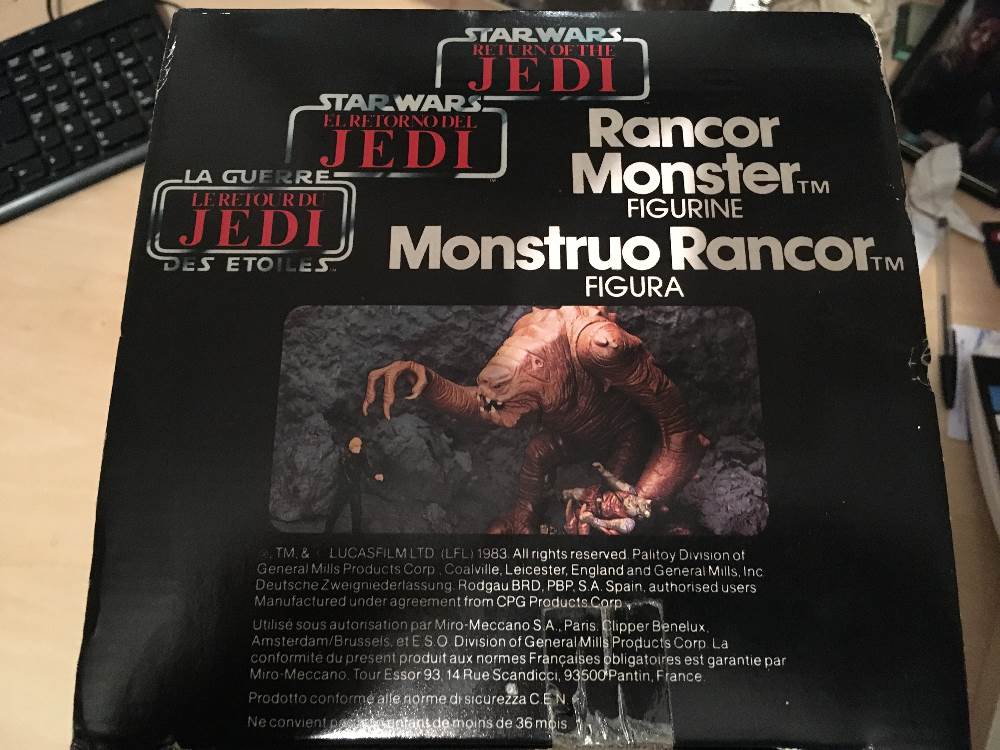 STAR WARS
RETURN OF THE
JEDI
STAR WARS
EL RETORNO DEL
JEDI
LA GUERRE
LE RETOUR DU
JEDI
DES ETOILES
Rancor
Monster TM
FIGURINE
Monstruo Rancor TM
FIGURA
TM, & LUCASFILM LTD. (LFL) 1983. All rights reserved. Palitoy Division of
General Mills Products Corp., Coalville, Leicester, England and General Mills, Inc.
Deutsche Zweigniederlassung. Rodgau BRD, PBP, S.A. Spain, authorised users
Manufactured under agreement from CPG Products Corp.
Utilisé sous autorisation par Miro-Meccano S.A., Paris. Clipper Benelux,
Amsterdam/Brussels, et E.S.O. Division of General Mills Products Corp. La
conformite du present produit aux normes Françaises obligatoires est garantie par
Miro-Meccano. Tour Essor 93, 14 Rue Scandicci, 93500 Pantin, France.
Prodotto conforme alle norme di sicurezza C.E.N
Ne convient enfant de moins de 36 mois